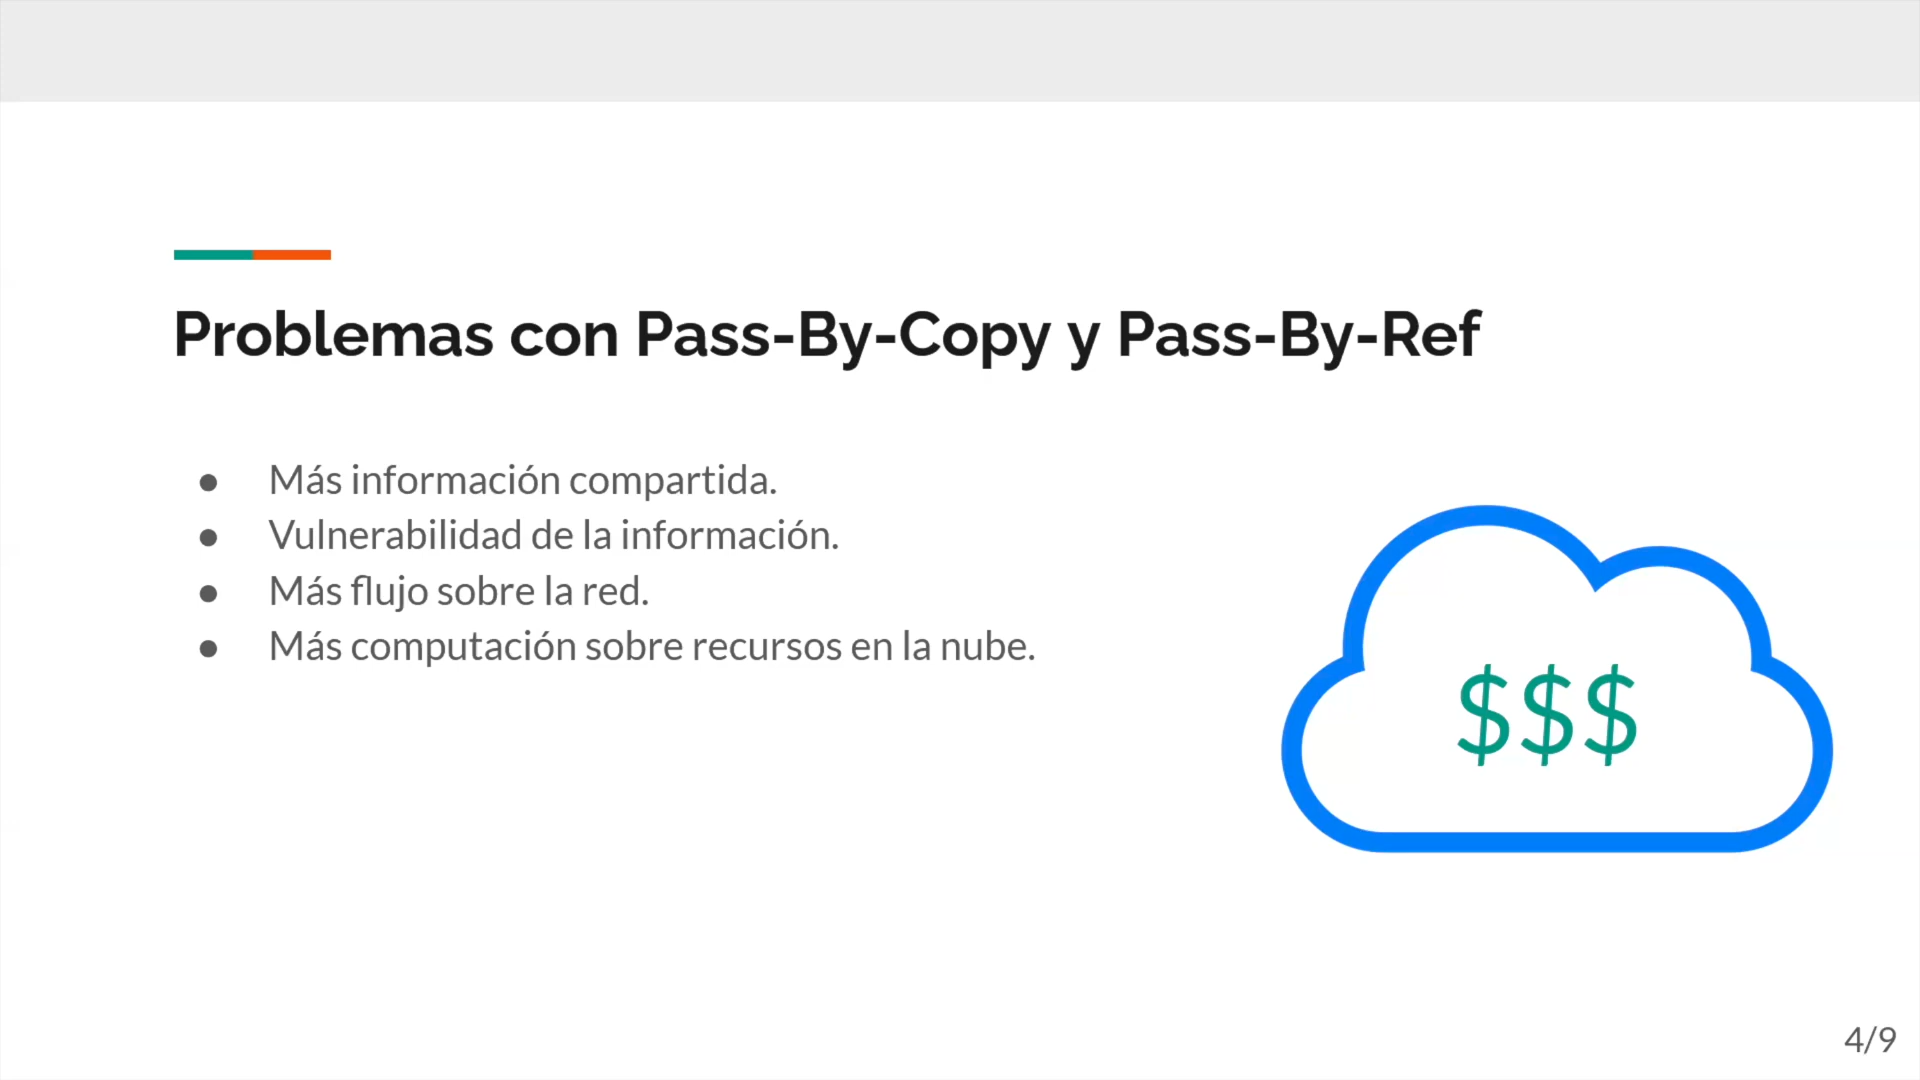 Problemas con Pass-By-Copy y Pass-By-Ref
● Más información compartida.
● Vulnerabilidad de la información.
● Más flujo sobre la red.
● Más computación sobre recursos en la nube.
$$$
4/9